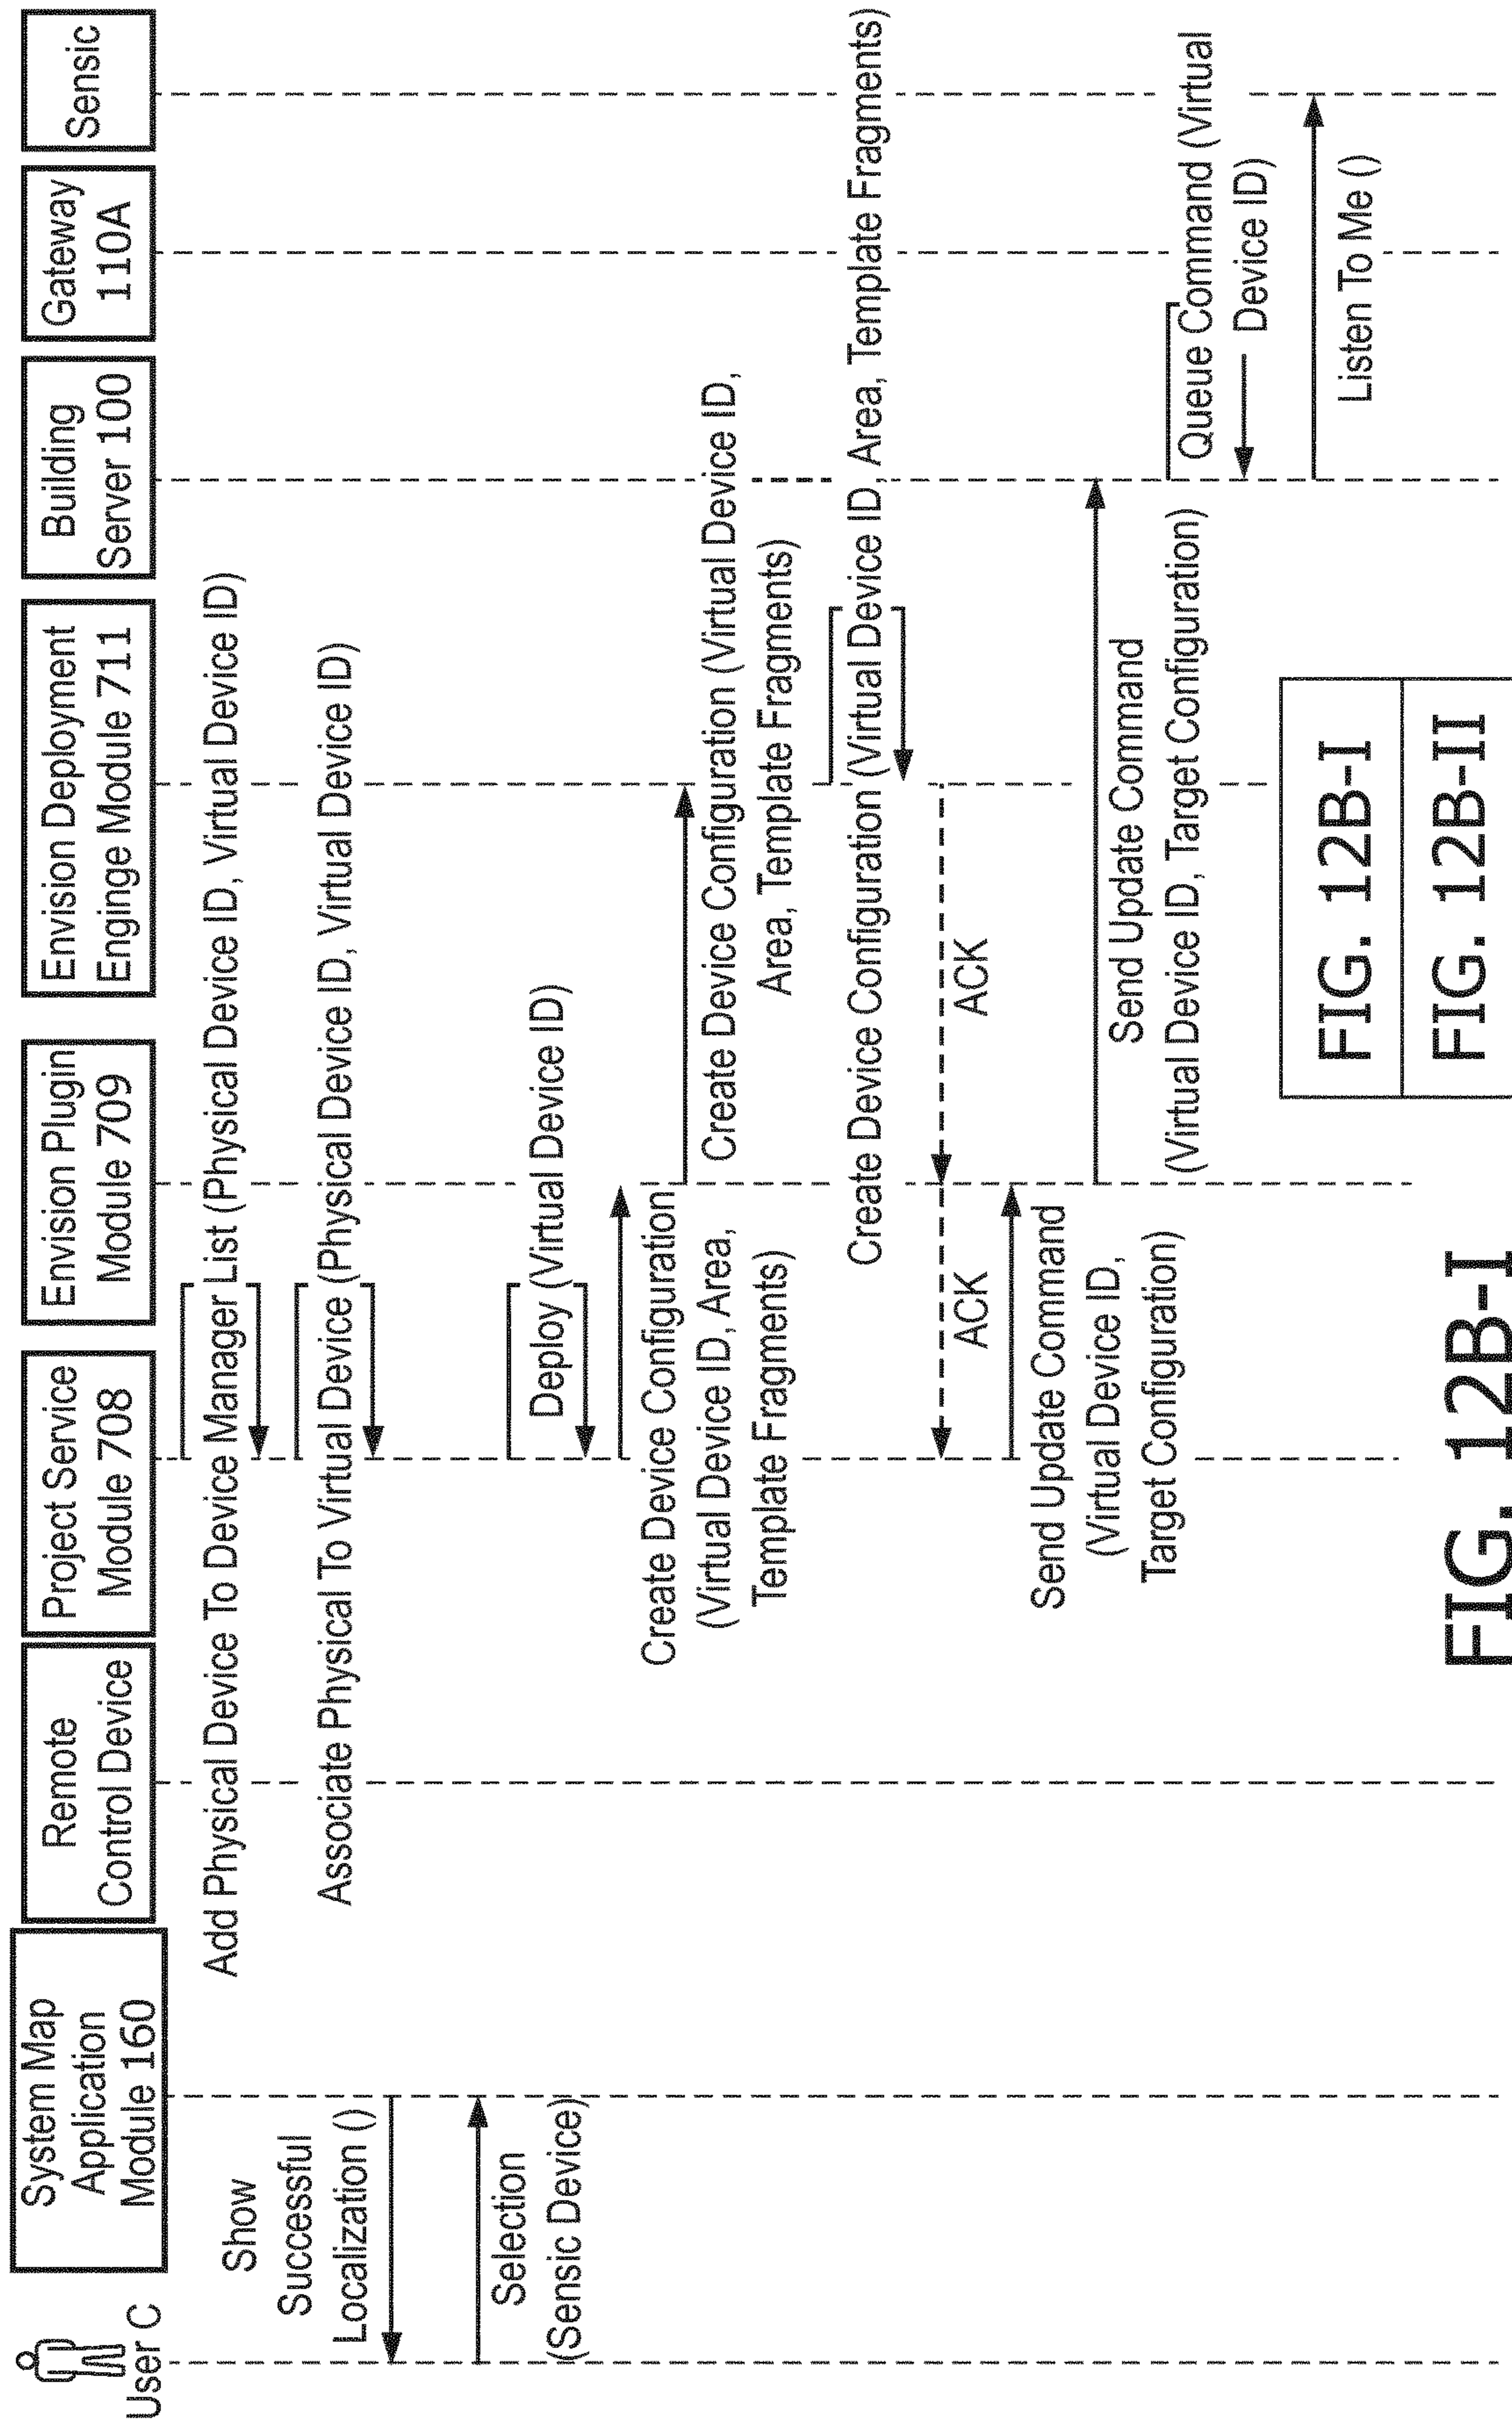 User C
System Map
Application
Module 160
Remote
Control Device
Project Service
Module 708
Envision Plugin
Module 709
Envision Deployment
Enginge Module 711
Building
Server 100
Gateway
110A
Sensic
Add Physical Device To Device Manager List (Physical Device ID, Virtual Device ID)
Show
Successful
Localization ()
Associate Physical To Virtual Device (Physical Device ID, Virtual Device ID)
Selection
(Sensic Device)
Deploy (Virtual Device ID)
Create Device Configuration
(Virtual Device ID, Area,
Template Fragments)
Create Device Configuration (Virtual Device ID,
Area, Template Fragments)
Create Device Configuration (Virtual Device ID, Area, Template Fragments)
ACK
ACK
Send Update Command
(Virtual Device ID,
Target Configuration)
Send Update Command
(Virtual Device ID, Target Configuration)
Queue Command (Virtual
Device ID)
Listen To Me ()
FIG. 12B-I
FIG. 12B-II
FIG. 12B-I